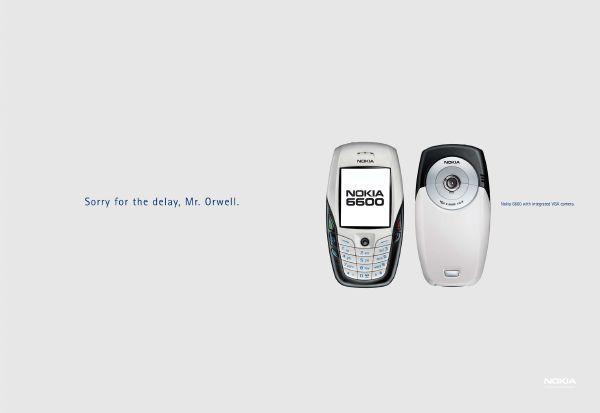 Sorry for the delay, Mr. Orwell.
NOKIA
NOKIA
6600
NOKIA
Nokia 6600 with integrated VGA camera.
NOKIA